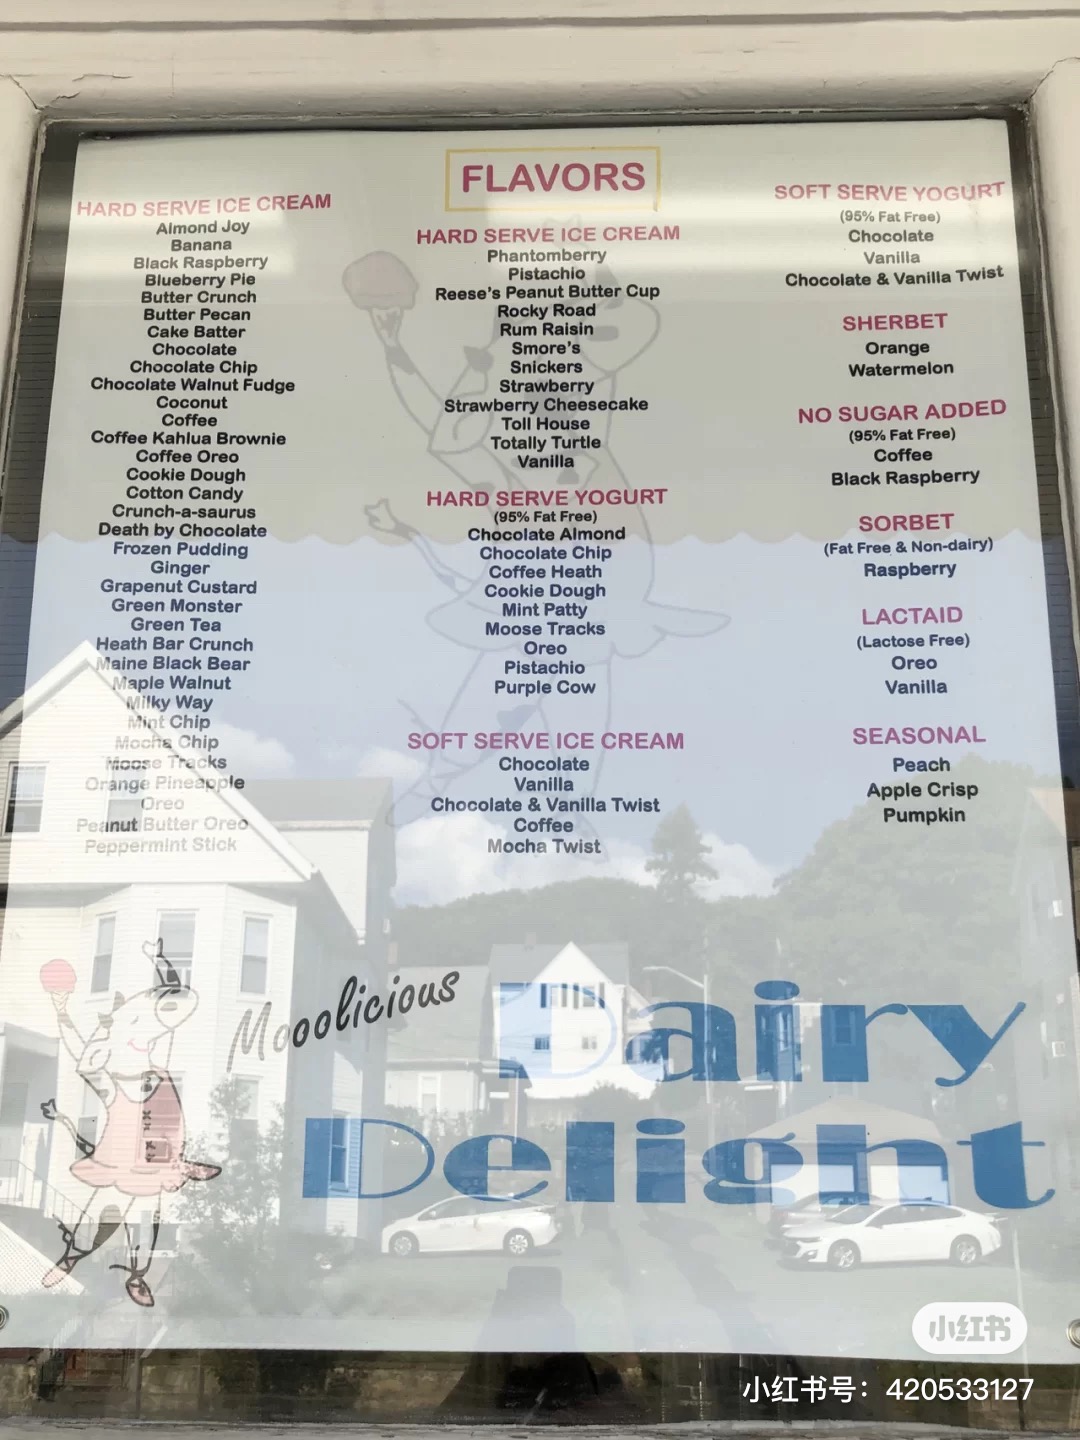 FLAVORS
HARD SERVE ICE CREAM
Almond Joy
Banana
Black Raspberry
Blueberry Pie
Butter Crunch
Butter Pecan
Cake Batter
Chocolate
Chocolate Chip
Chocolate Walnut Fudge
Coconut
Coffee
Coffee Kahlua Brownie
Coffee Oreo
Cookie Dough
Cotton Candy
Crunch-a-saurus
Death by Chocolate
Frozen Pudding
Ginger
Grapenut Custard
Green Monster
Green Tea
Heath Bar Crunch
Maine Black Bear
Maple Walnut
Milky Way
Mint Chip
Mocha Chip
Moose Tracks
Orange Pineapple
Oreo
Peanut Butter Oreo
Peppermint Stick
HARD SERVE ICE CREAM
Phantomberry
Pistachio
Reese's Peanut Butter Cup
Rocky Road
Rum Raisin
Smore's
Snickers
Strawberry
Strawberry Cheesecake
Toll House
Totally Turtle
Vanilla
HARD SERVE YOGURT
(95% Fat Free)
Chocolate Almond
Chocolate Chip
Coffee Heath
Cookie Dough
Mint Patty
Moose Tracks
Oreo
Pistachio
Purple Cow
SOFT SERVE ICE CREAM
Chocolate
Vanilla
Chocolate & Vanilla Twist
Coffee
Mocha Twist
SOFT SERVE YOGURT
(95% Fat Free)
Chocolate
Vanilla
Chocolate & Vanilla Twist
SHERBET
Orange
Watermelon
NO SUGAR ADDED
(95% Fat Free)
Coffee
Black Raspberry
SORBET
(Fat Free & Non-dairy)
Raspberry
LACTAID
(Lactose Free)
Oreo
Vanilla
SEASONAL
Peach
Apple Crisp
Pumpkin
Mooolicious
Dairy
Delight
小红书
小红书号：420533127